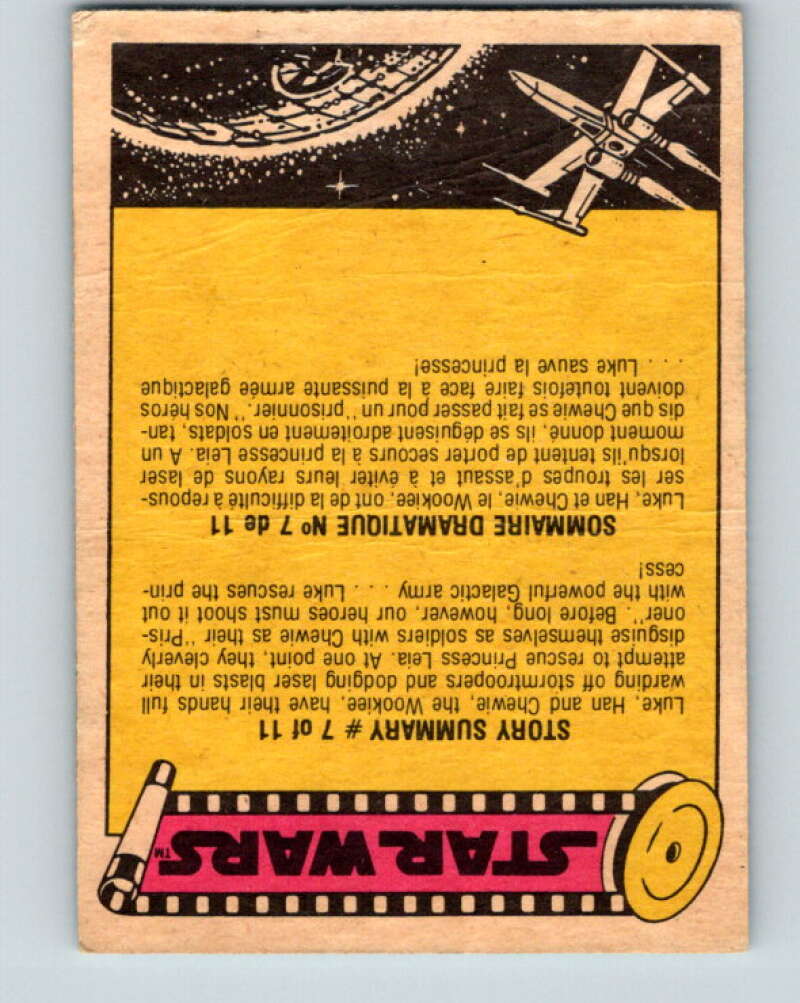 STAR WARS™
STORY SUMMARY # 7 of 11
Luke, Han and Chewie, the Wookiee, have their hands full
warding off stormtroopers and dodging laser blasts in their
attempt to rescue Princess Leia. At one point, they cleverly
disguise themselves as soldiers with Chewie as their "Pris-
oner". Before long, however, our heroes must shoot it out
with the powerful Galactic army . . . . Luke rescues the prin-
cess!
SOMMAIRE DRAMATIQUE Nº 7 de 11
Luke, Han et Chewie, le Wookiee, ont de la difficulté à repous-
ser les troupes d'assaut et à éviter leurs rayons de laser
lorsqu'ils tentent de porter secours à la princesse Leia. A un
moment donné, ils se déguisent adroitement en soldats, tan-
dis que Chewie se fait passer pour un "prisonnier." Nos héros
doivent toutefois faire face à la puissante armée galactique
. . . . Luke sauve la princesse!